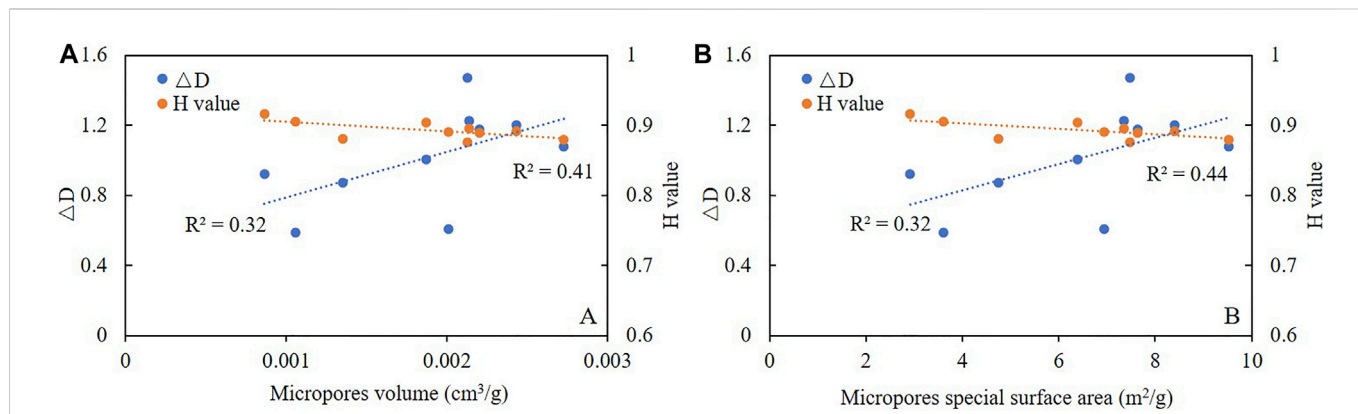 A
1.6
1.2
0.8
0.4
0
△D
△D
H value
R² = 0.41
R² = 0.32
1
0.9
0.8
0.7
0.6
H value
A
0
0.001
0.002
0.003
Micropores volume (cm³/g)
B
1.6
1.2
0.8
0.4
0
△D
△D
H value
R² = 0.44
R² = 0.32
1
0.9
0.8
0.7
0.6
H value
B
0
2
4
6
8
10
Micropores special surface area (m²/g)